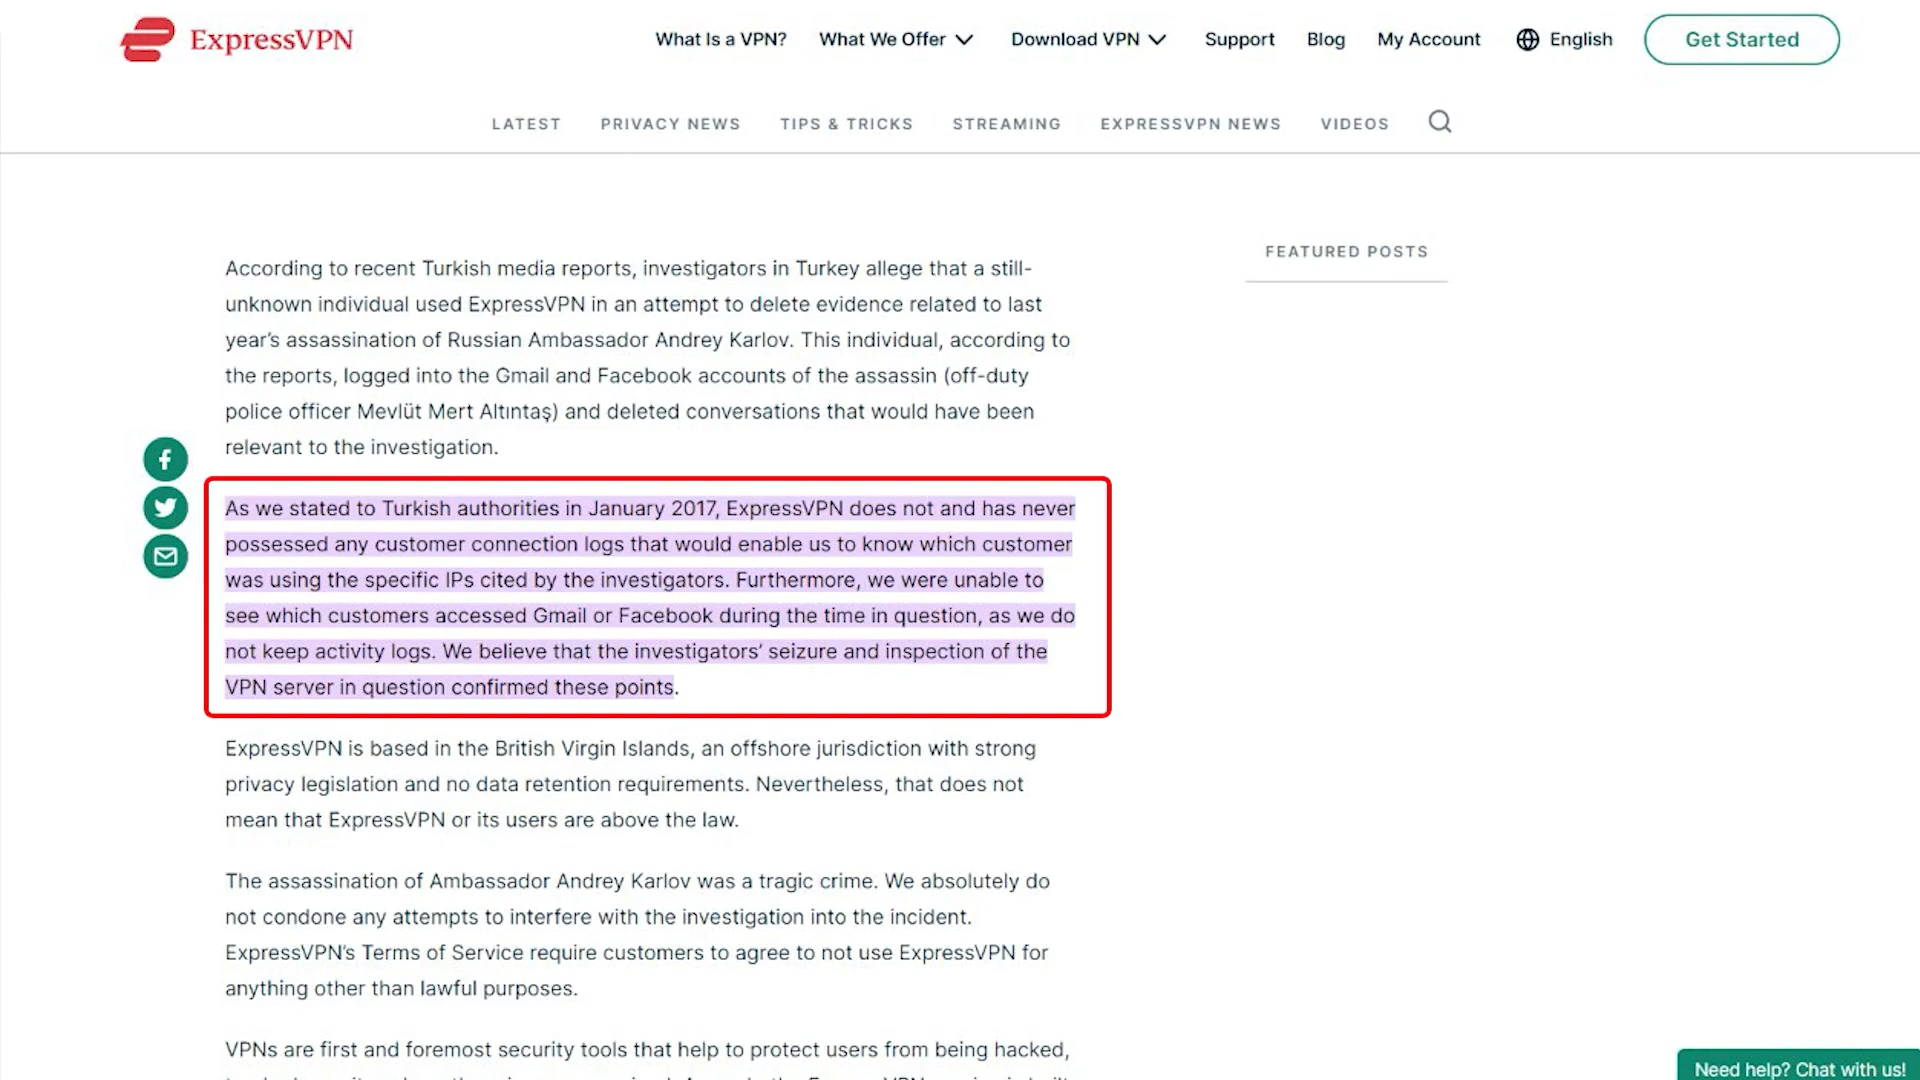 ExpressVPN
What Is a VPN?
What We Offer
Download VPN
Support
Blog
My Account
English
Get Started
LATEST
PRIVACY NEWS
TIPS & TRICKS
STREAMING
EXPRESSVPN NEWS
VIDEOS
According to recent Turkish media reports, investigators in Turkey allege that a still-
unknown individual used ExpressVPN in an attempt to delete evidence related to last
year’s assassination of Russian Ambassador Andrey Karlov. This individual, according to
the reports, logged into the Gmail and Facebook accounts of the assassin (off-duty
police officer Mevlüt Mert Altıntaş) and deleted conversations that would have been
relevant to the investigation.
As we stated to Turkish authorities in January 2017, ExpressVPN does not and has never
possessed any customer connection logs that would enable us to know which customer
was using the specific IPs cited by the investigators. Furthermore, we were unable to
see which customers accessed Gmail or Facebook during the time in question, as we do
not keep activity logs. We believe that the investigators’ seizure and inspection of the
VPN server in question confirmed these points.
ExpressVPN is based in the British Virgin Islands, an offshore jurisdiction with strong
privacy legislation and no data retention requirements. Nevertheless, that does not
mean that ExpressVPN or its users are above the law.
The assassination of Ambassador Andrey Karlov was a tragic crime. We absolutely do
not condone any attempts to interfere with the investigation into the incident.
ExpressVPN’s Terms of Service require customers to agree to not use ExpressVPN for
anything other than lawful purposes.
VPNs are first and foremost security tools that help to protect users from being hacked,
FEATURED POSTS
Need help? Chat with us!